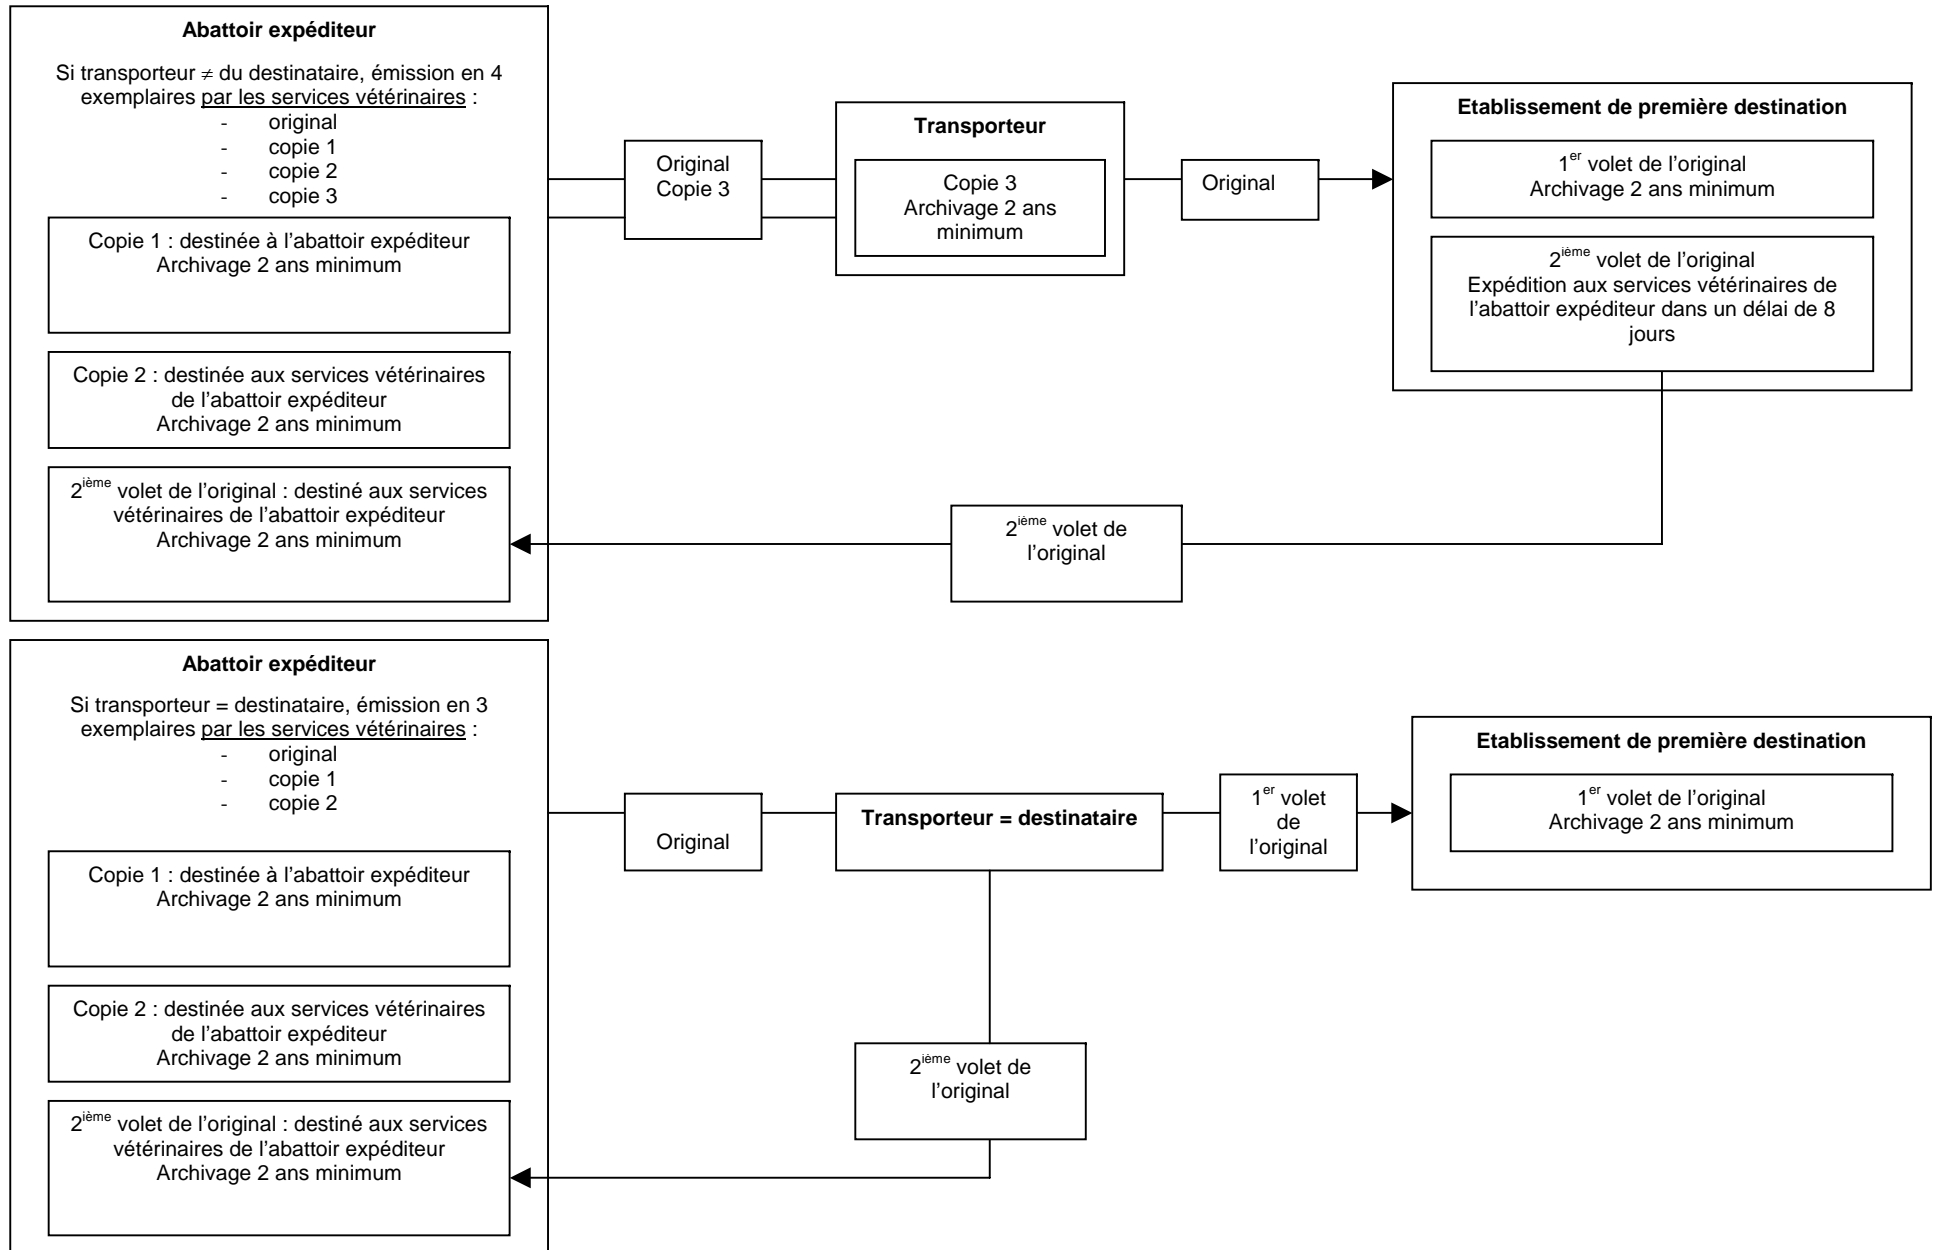 Abattoir expéditeur
Si transporteur ≠ du destinataire, émission en 4
exemplaires par les services vétérinaires :
- original
- copie 1
- copie 2
- copie 3
Copie 1 : destinée à l’abattoir expéditeur
Archivage 2 ans minimum
Copie 2 : destinée aux services vétérinaires
de l’abattoir expéditeur
Archivage 2 ans minimum
2ième volet de l’original : destiné aux services
vétérinaires de l’abattoir expéditeur
Archivage 2 ans minimum
Original
Copie 3
Transporteur
Copie 3
Archivage 2 ans
minimum
Original
Etablissement de première destination
1er volet de l’original
Archivage 2 ans minimum
2ième volet de l’original
Expédition aux services vétérinaires de
l’abattoir expéditeur dans un délai de 8
jours
2ième volet de
l’original
Abattoir expéditeur
Si transporteur = destinataire, émission en 3
exemplaires par les services vétérinaires :
- original
- copie 1
- copie 2
Copie 1 : destinée à l’abattoir expéditeur
Archivage 2 ans minimum
Copie 2 : destinée aux services vétérinaires
de l’abattoir expéditeur
Archivage 2 ans minimum
2ième volet de l’original : destiné aux services
vétérinaires de l’abattoir expéditeur
Archivage 2 ans minimum
Original
Transporteur = destinataire
1er volet
de
l’original
Etablissement de première destination
1er volet de l’original
Archivage 2 ans minimum
2ième volet de
l’original